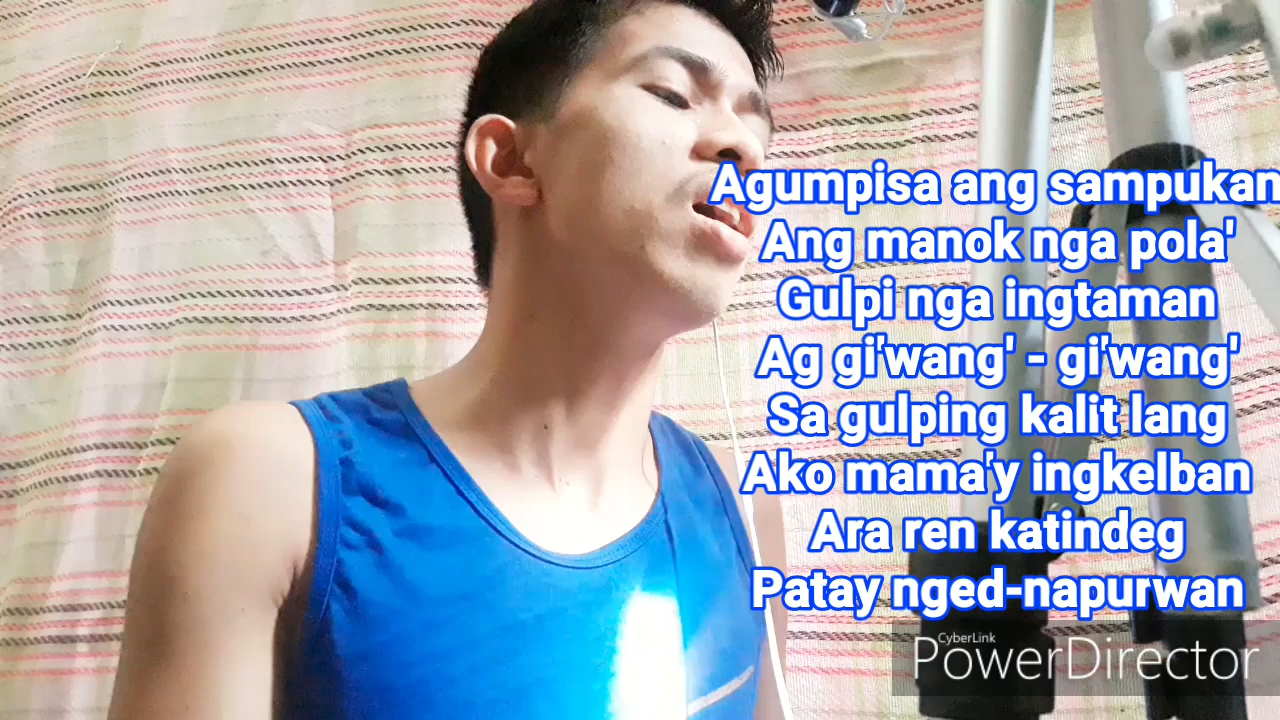 Agumpisa ang sampukan
Ang manok nga pola'
Gulpi nga ingtaman
Ag gi'wang' - gi'wang'
Sa gulping kalit lang
Ako mama'y ingkelban
Ara ren katindeg
Patay nged-napurwan
CyberLink
PowerDirector